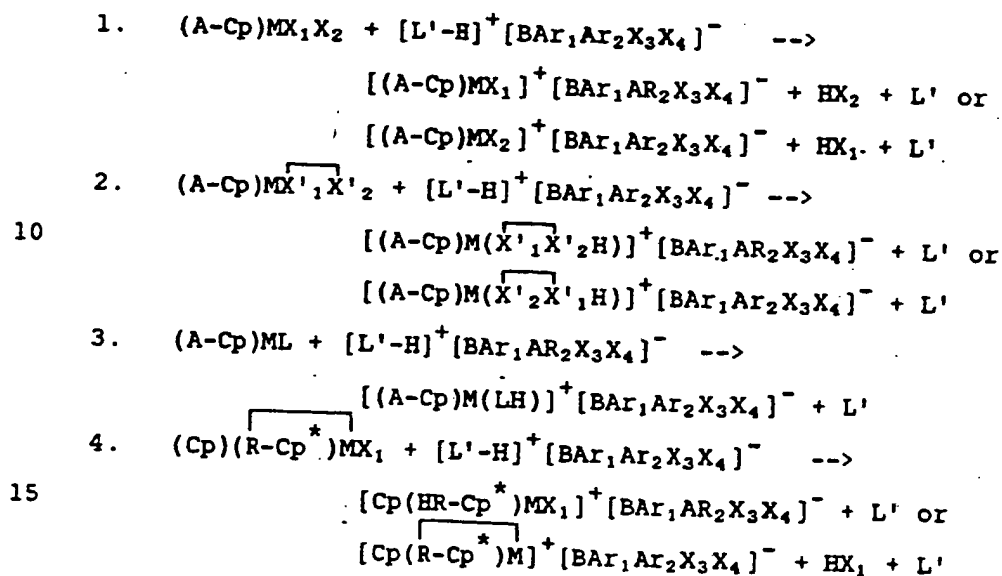 1. (A-Cp)MX₁X₂ + [L'-H]⁺[BAr₁Ar₂X₃X₄]⁻ -->
[(A-Cp)MX₁]⁺[BAr₁AR₂X₃X₄]⁻ + HX₂ + L' or
[(A-Cp)MX₂]⁺[BAr₁Ar₂X₃X₄]⁻ + HX₁ + L'
2. (A-Cp)MX'₁X'₂ + [L'-H]⁺[BAr₁Ar₂X₃X₄]⁻ -->
10 [(A-Cp)M(X'₁X'₂H)]⁺[BAr₁AR₂X₃X₄]⁻ + L' or
[(A-Cp)M(X'₂X'₁H)]⁺[BAr₁Ar₂X₃X₄]⁻ + L'
3. (A-Cp)ML + [L'-H]⁺[BAr₁AR₂X₃X₄]⁻ -->
[(A-Cp)M(LH)]⁺[BAr₁Ar₂X₃X₄]⁻ + L'
4. (Cp)(R-Cp*)MX₁ + [L'-H]⁺[BAr₁Ar₂X₃X₄]⁻ -->
15 [Cp(HR-Cp*)MX₁]⁺[BAr₁AR₂X₃X₄]⁻ + L' or
[Cp(R-Cp*)M]⁺[BAr₁Ar₂X₃X₄]⁻ + HX₁ + L'